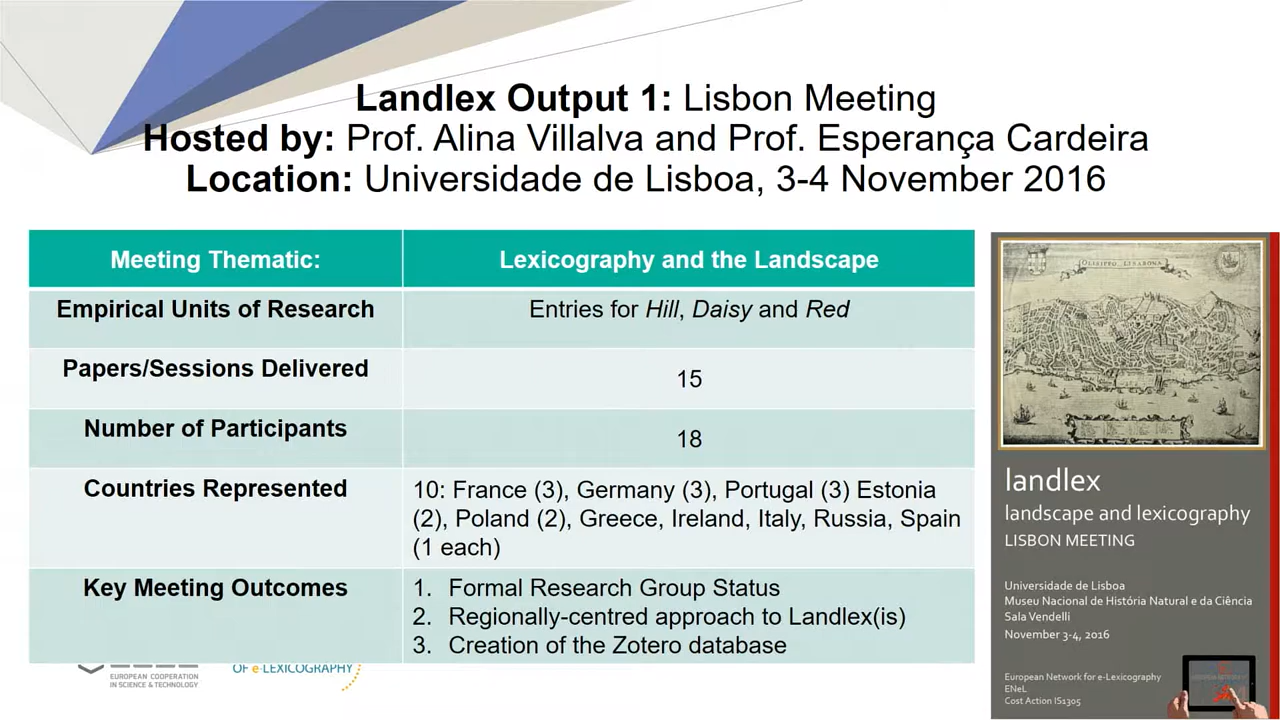 Landlex Output 1: Lisbon Meeting
Hosted by: Prof. Alina Villalva and Prof. Esperança Cardeira
Location: Universidade de Lisboa, 3-4 November 2016
Meeting Thematic:
Lexicography and the Landscape
Empirical Units of Research
Entries for Hill, Daisy and Red
Papers/Sessions Delivered
15
Number of Participants
18
Countries Represented
10: France (3), Germany (3), Portugal (3) Estonia
(2), Poland (2), Greece, Ireland, Italy, Russia, Spain
(1 each)
Key Meeting Outcomes
1. Formal Research Group Status
2. Regionally-centred approach to Landlex(is)
3. Creation of the Zotero database
EUROPEAN COOPERATION
IN SCIENCE & TECHNOLOGY
OF e-LEXICOGRAPHY
OLISIPPO LISABONA
landlex
landscape and lexicography
LISBON MEETING
Universidade de Lisboa
Museu Nacional de História Natural e da Ciência
Sala Vendelli
November 3-4, 2016
European Network for e-Lexicography
ENeL
Cost Action IS1305